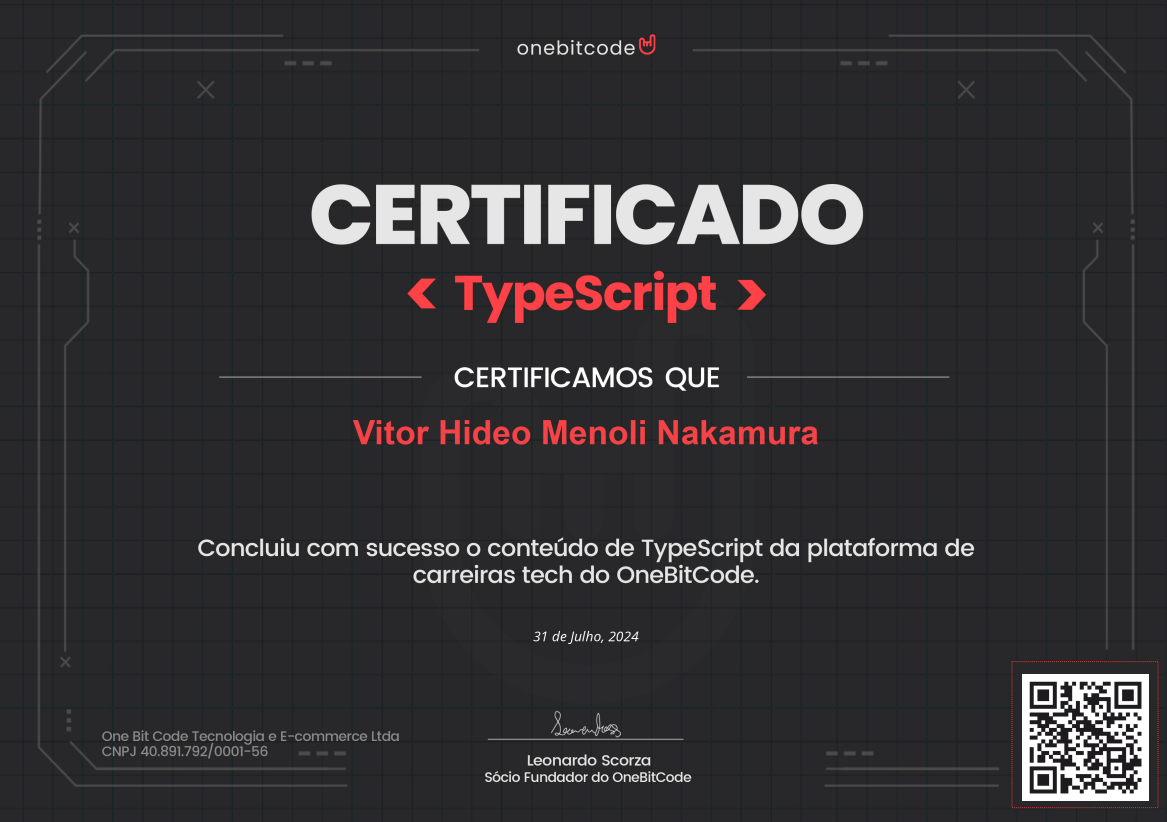 onebitcode
CERTIFICADO
< TypeScript >
CERTIFICAMOS QUE
Vitor Hideo Menoli Nakamura
Concluiu com sucesso o conteúdo de TypeScript da plataforma de
carreiras tech do OneBitCode.
31 de Julho, 2024
One Bit Code Tecnologia e E-commerce Ltda
CNPJ 40.891.792/0001-56
Leonardo Scorza
Sócio Fundador do OneBitCode